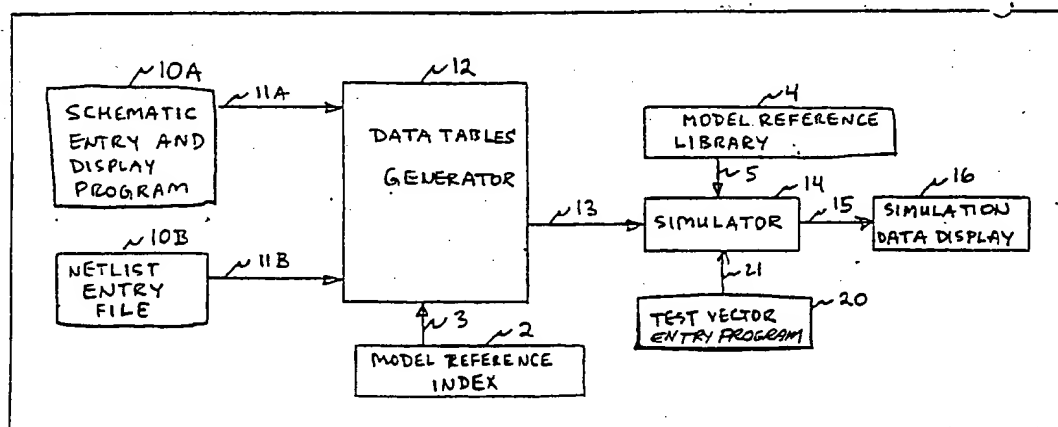 10A
SCHEMATIC
ENTRY AND
DISPLAY
PROGRAM
11A
10B
NETLIST
ENTRY
FILE
11B
12
DATA TABLES
GENERATOR
3
2
MODEL REFERENCE
INDEX
13
4
MODEL REFERENCE
LIBRARY
5
14
SIMULATOR
15
16
SIMULATION
DATA DISPLAY
21
20
TEST VECTOR
ENTRY PROGRAM